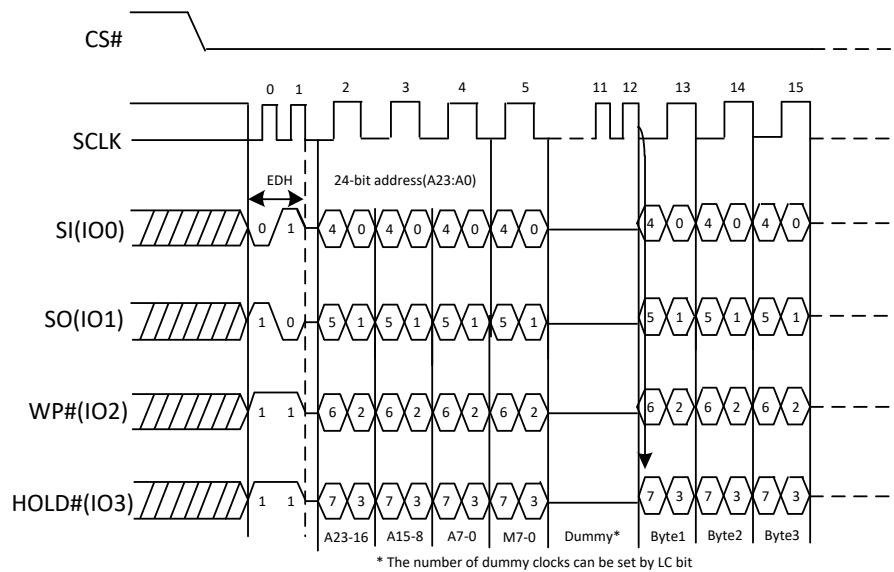 CS#
0 1 2 3 4 5 11 12 13 14 15
SCLK
EDH 24-bit address(A23:A0)
SI(IO0) 0 1 4 0 4 0 4 0 4 0 4 0 4 0 4 0
SO(IO1) 1 0 5 1 5 1 5 1 5 1 5 1 5 1 5 1
WP#(IO2) 1 1 6 2 6 2 6 2 6 2 6 2 6 2 6 2
HOLD#(IO3) 1 1 7 3 7 3 7 3 7 3 7 3 7 3 7 3
A23-16 A15-8 A7-0 M7-0 Dummy* Byte1 Byte2 Byte3
* The number of dummy clocks can be set by LC bit